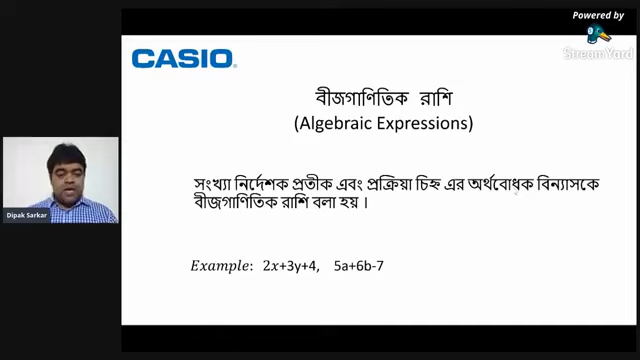 Powered by
StreamYard
CASIO
বীজগাণিতিক রাশি
(Algebraic Expressions)
সংখ্যা নির্দেশক প্রতীক এবং প্রক্রিয়া চিহ্ন এর অর্থবোধক বিন্যাসকে
বীজগাণিতিক রাশি বলা হয় ।
Example: 2x+3y+4, 5a+6b-7
Dipak Sarkar